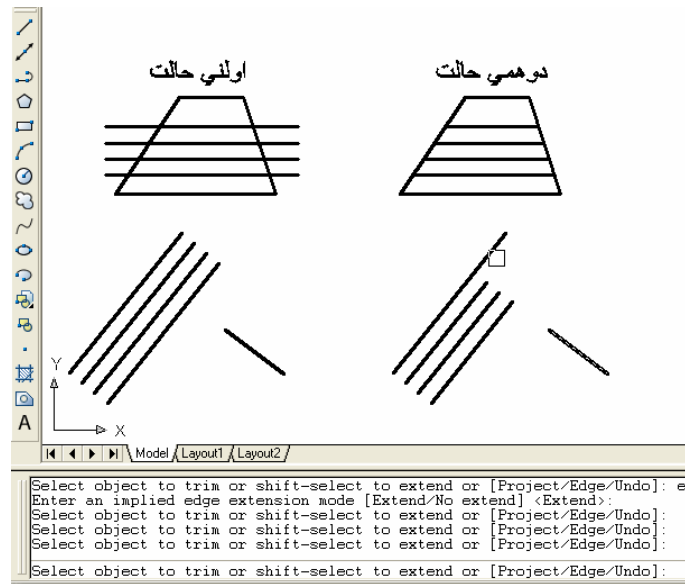 اولني حالت
دوهمي حالت
Y
X
A
Model Layout1 Layout2
Select object to trim or shift-select to extend or [Project/Edge/Undo]: e
Enter an implied edge extension mode [Extend/No extend] <Extend>:
Select object to trim or shift-select to extend or [Project/Edge/Undo]:
Select object to trim or shift-select to extend or [Project/Edge/Undo]:
Select object to trim or shift-select to extend or [Project/Edge/Undo]:
Select object to trim or shift-select to extend or [Project/Edge/Undo]: